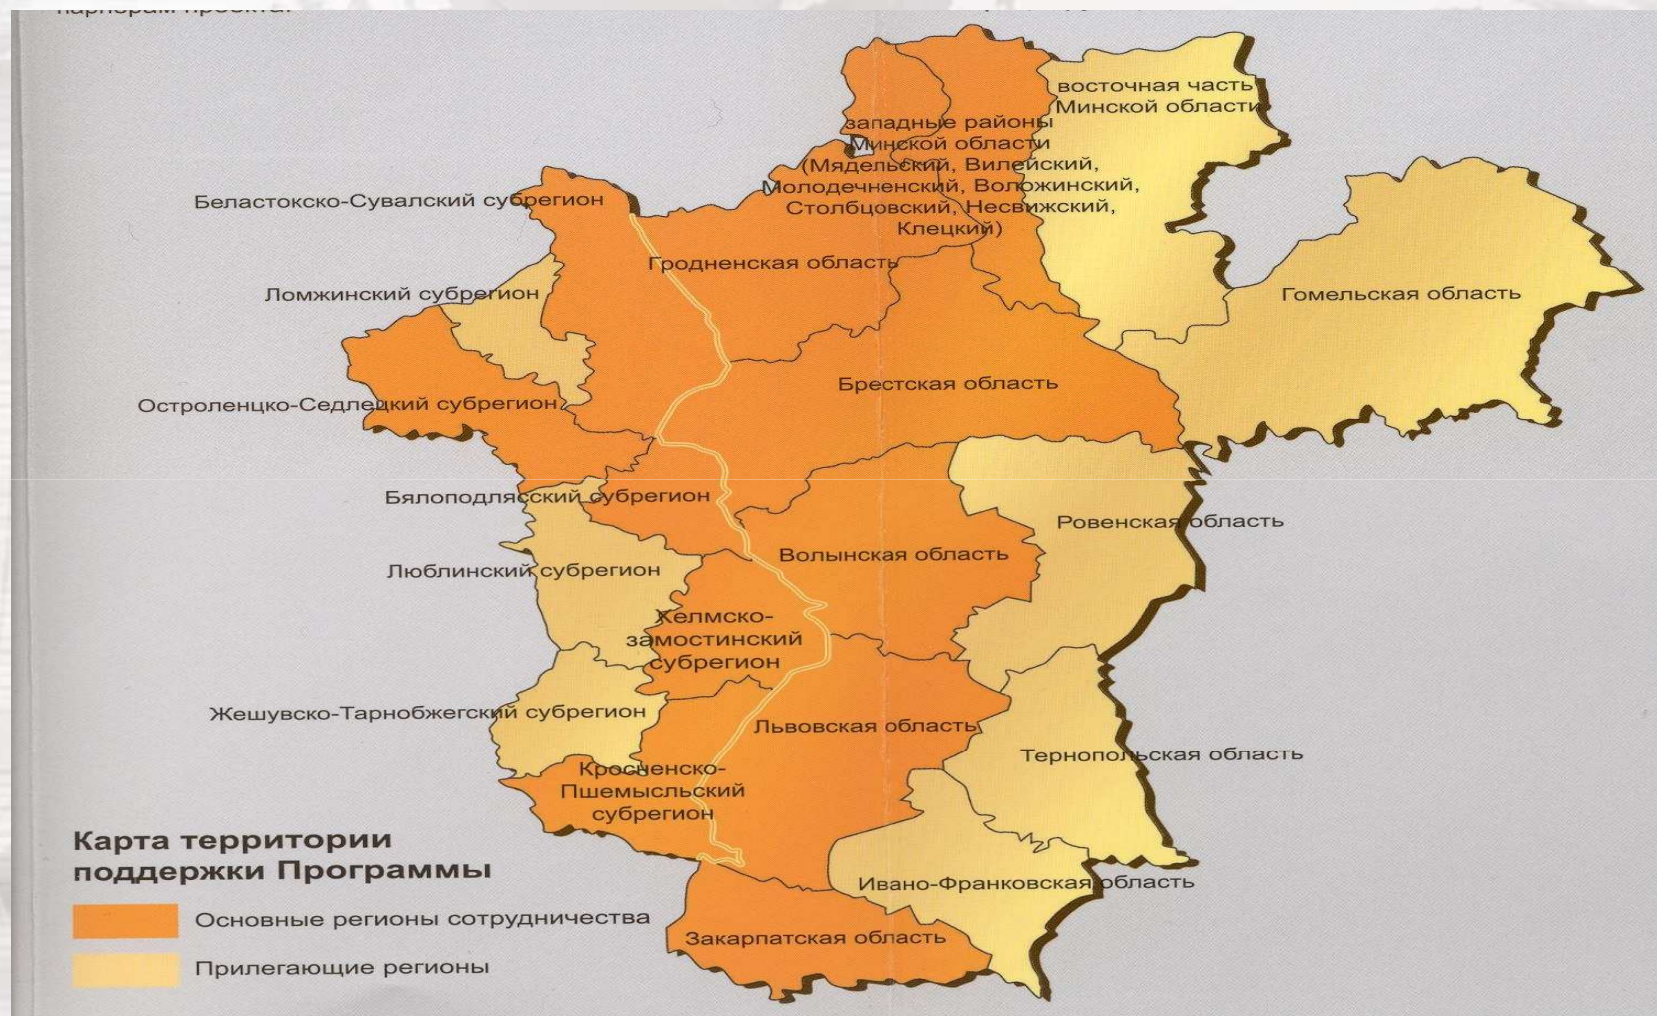 восточная часть
Минской области
западные районы
Минской области
(Мядельский, Вилейский,
Молодечненский, Воложинский,
Столбцовский, Несвижский,
Клецкий)
Беластокско-Сувалский субрегион
Гродненская область
Ломжинский субрегион
Гомельская область
Брестская область
Остроленцко-Седлецкий субрегион
Бялоподлясский субрегион
Ровенская область
Волынская область
Люблинский субрегион
Хелмско-
замостинский
субрегион
Жешувско-Тарнобжегский субрегион
Львовская область
Тернопольская область
Кросненско-
Пшемысльский
субрегион
Ивано-Франковская область
Закарпатская область
Карта территории
поддержки Программы
Основные регионы сотрудничества
Прилегающие регионы